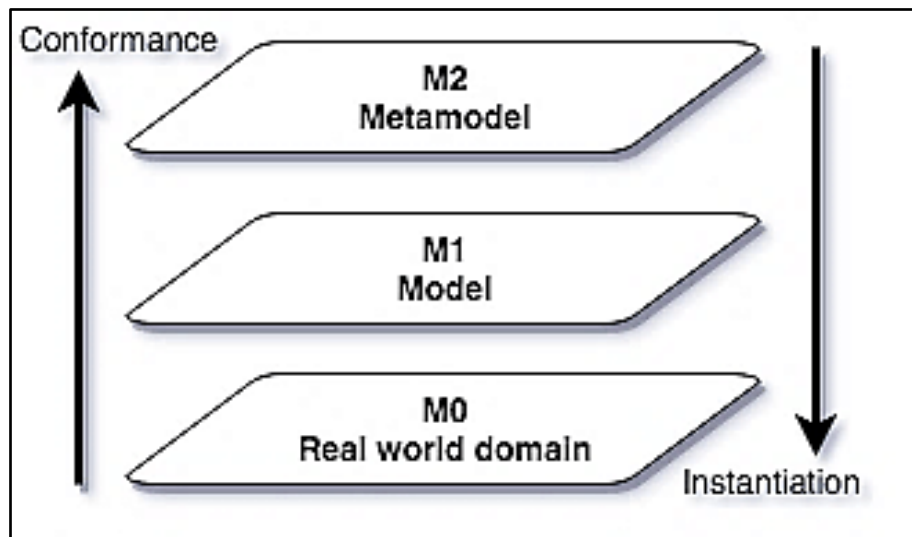 Conformance
M2
Metamodel
M1
Model
M0
Real world domain
Instantiation